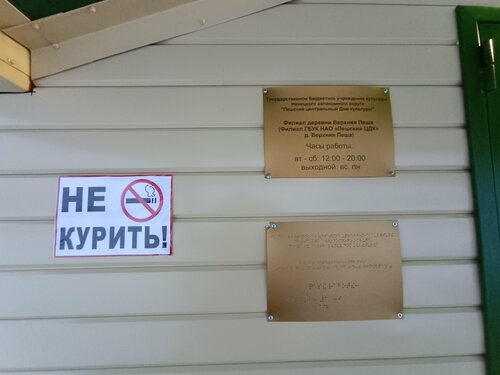 Государственное бюджетное учреждение культуры
Ненецкого автономного округа
"Пешский центральный Дом культуры"
Филиал деревни Верхняя Пеша
(Филиал ГБУК НАО «Пешский ЦДК»
д. Верхняя Пеша)
Часы работы:
вт - сб: 12:00 - 20:00
выходной: вс, пн
НЕ
КУРИТЬ!